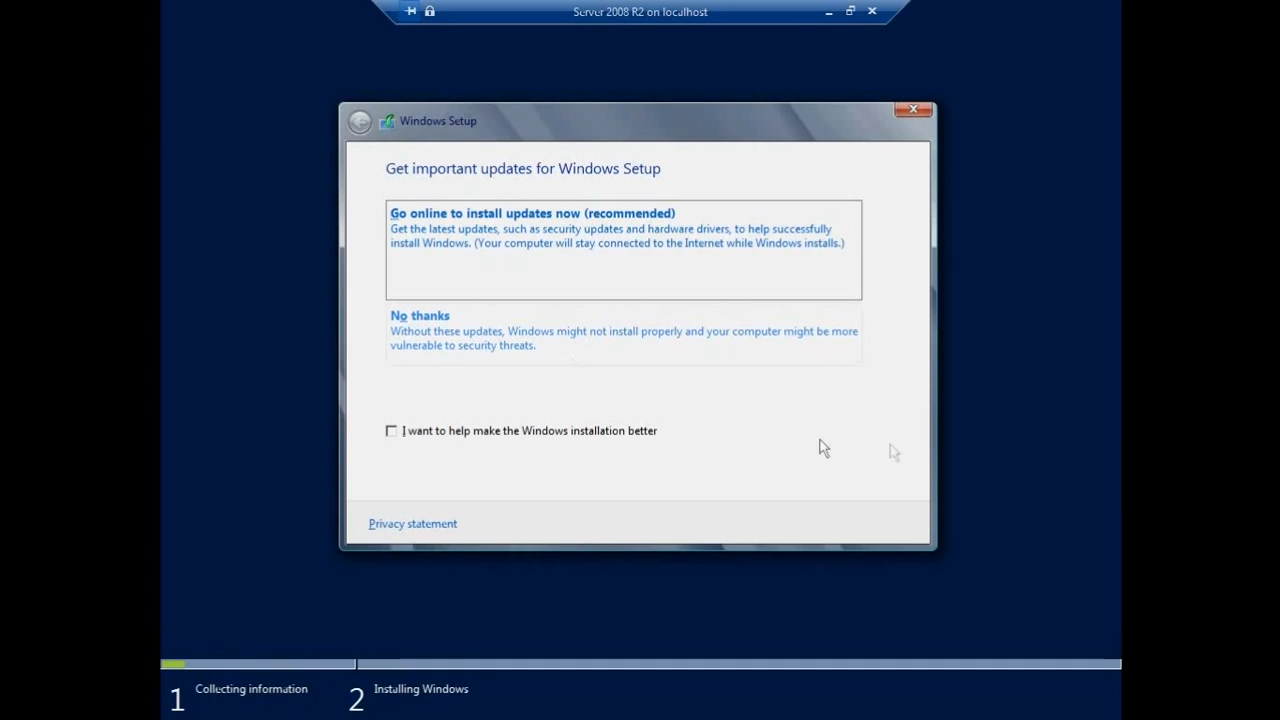 Server 2008 R2 on localhost
Windows Setup
Get important updates for Windows Setup
Go online to install updates now (recommended)
Get the latest updates, such as security updates and hardware drivers, to help successfully
install Windows. (Your computer will stay connected to the Internet while Windows installs.)
No thanks
Without these updates, Windows might not install properly and your computer might be more
vulnerable to security threats.
I want to help make the Windows installation better
Privacy statement
1 Collecting information
2 Installing Windows